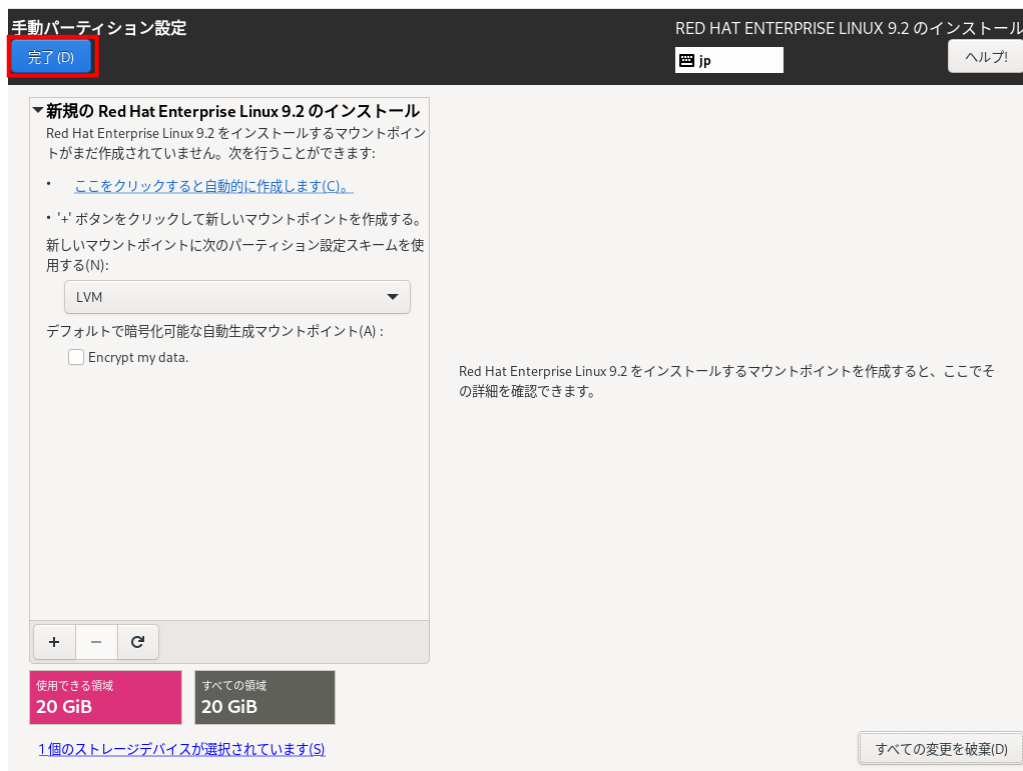 手動パーティション設定
RED HAT ENTERPRISE LINUX 9.2 のインストール
完了 (D)
jp
ヘルプ!
新規の Red Hat Enterprise Linux 9.2 のインストール
Red Hat Enterprise Linux 9.2 をインストールするマウントポイン
トがまだ作成されていません。次を行うことができます:
• ここをクリックすると自動的に作成します(C)。
• '+' ボタンをクリックして新しいマウントポイントを作成する。
新しいマウントポイントに次のパーティション設定スキームを使
用する(N):
LVM
デフォルトで暗号化可能な自動生成マウントポイント(A) :
Encrypt my data.
Red Hat Enterprise Linux 9.2 をインストールするマウントポイントを作成すると、ここでそ
の詳細を確認できます。
+ −
使用できる領域
20 GiB
すべての領域
20 GiB
1個のストレージデバイスが選択されています(S)
すべての変更を破棄(D)